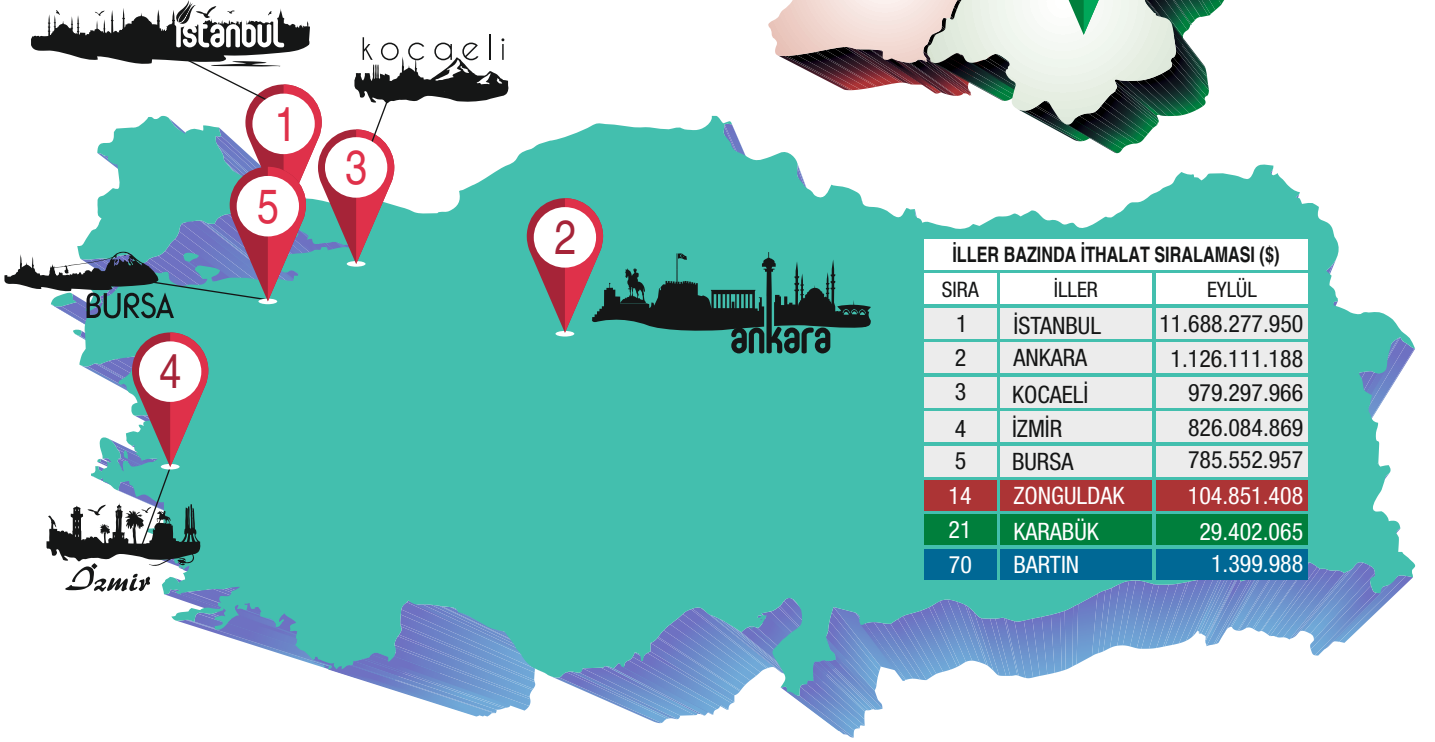 istanbul
kocaeli
1
3
5
2
BURSA
ankara
4
İzmir
İLLER BAZINDA İTHALAT SIRALAMASI ($)
SIRA İLLER EYLÜL
1 İSTANBUL 11.688.277.950
2 ANKARA 1.126.111.188
3 KOCAELİ 979.297.966
4 İZMİR 826.084.869
5 BURSA 785.552.957
14 ZONGULDAK 104.851.408
21 KARABÜK 29.402.065
70 BARTIN 1.399.988